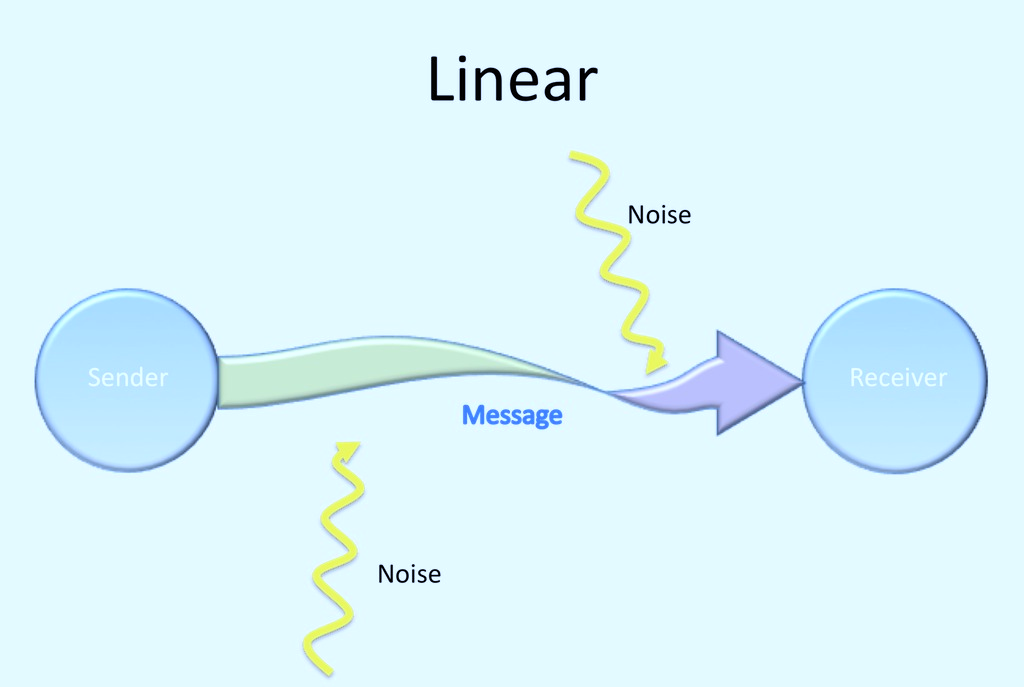 Linear
Noise
Sender
Receiver
Message
Noise